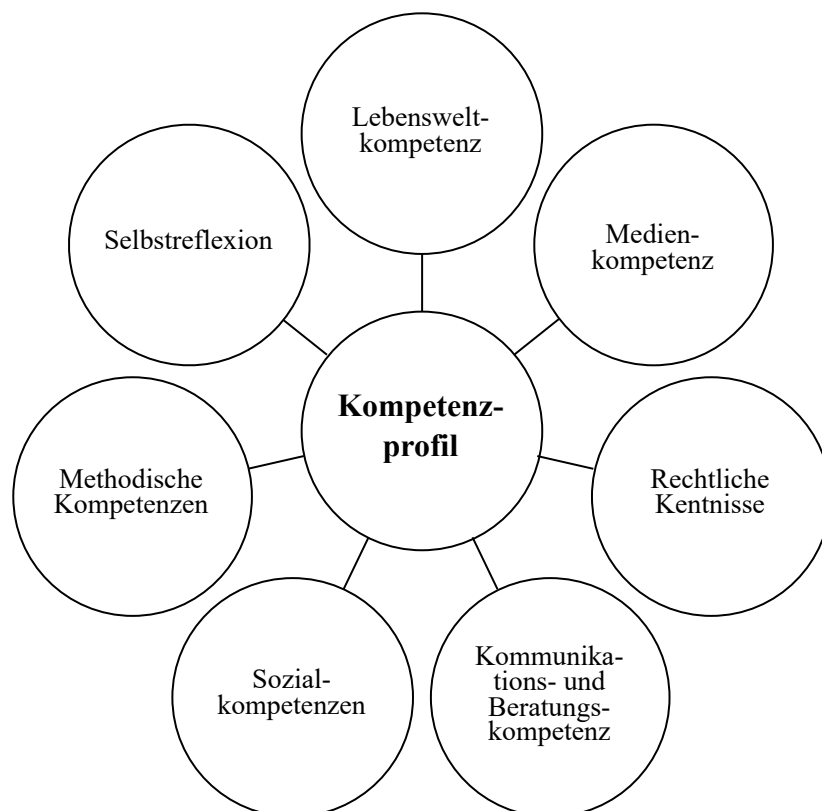 Lebenswelt-
kompetenz
Selbstreflexion
Medien-
kompetenz
Kompetenz-
profil
Methodische
Kompetenzen
Rechtliche
Kentnisse
Sozial-
kompetenzen
Kommunika-
tions- und
Beratungs-
kompetenz